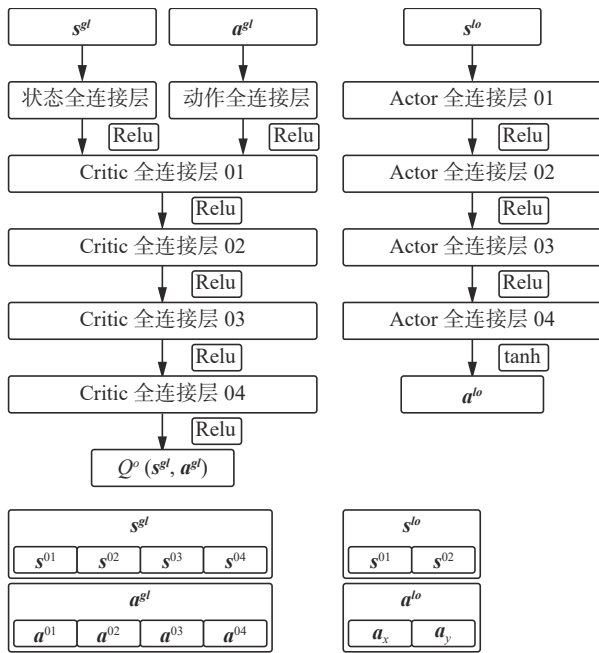 s^{gl} a^{gl} s^{lo}
状态全连接层 动作全连接层 Actor 全连接层 01
Relu Relu Relu
Critic 全连接层 01 Actor 全连接层 02
Relu Relu
Critic 全连接层 02 Actor 全连接层 03
Relu Relu
Critic 全连接层 03 Actor 全连接层 04
Relu tanh
Critic 全连接层 04 a^{lo}
Relu
Q^o (s^{gl}, a^{gl})
s^{gl} s^{lo}
s^{01} s^{02} s^{03} s^{04} s^{01} s^{02}
a^{gl} a^{lo}
a^{01} a^{02} a^{03} a^{04} a_x a_y